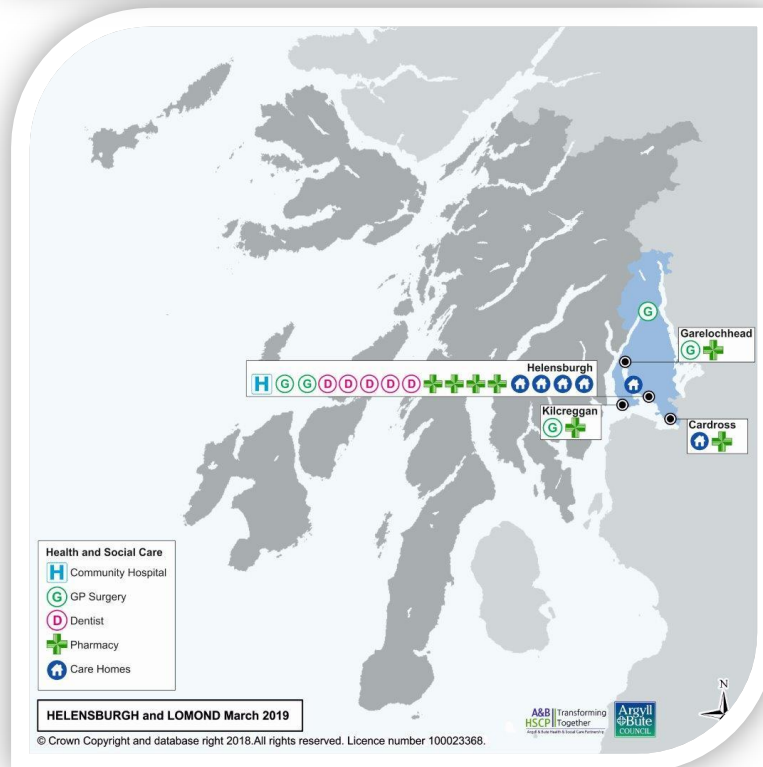 Garelochhead
G
G
Helensburgh
H G G D D D D D
Kilcreggan
G
Cardross
Health and Social Care
H Community Hospital
G GP Surgery
D Dentist
Pharmacy
Care Homes
N
HELENSBURGH and LOMOND March 2019
A&B HSCP
Transforming Together
Argyll & Bute Health & Social Care Partnership
Argyll &Bute COUNCIL
© Crown Copyright and database right 2018.All rights reserved. Licence number 100023368.